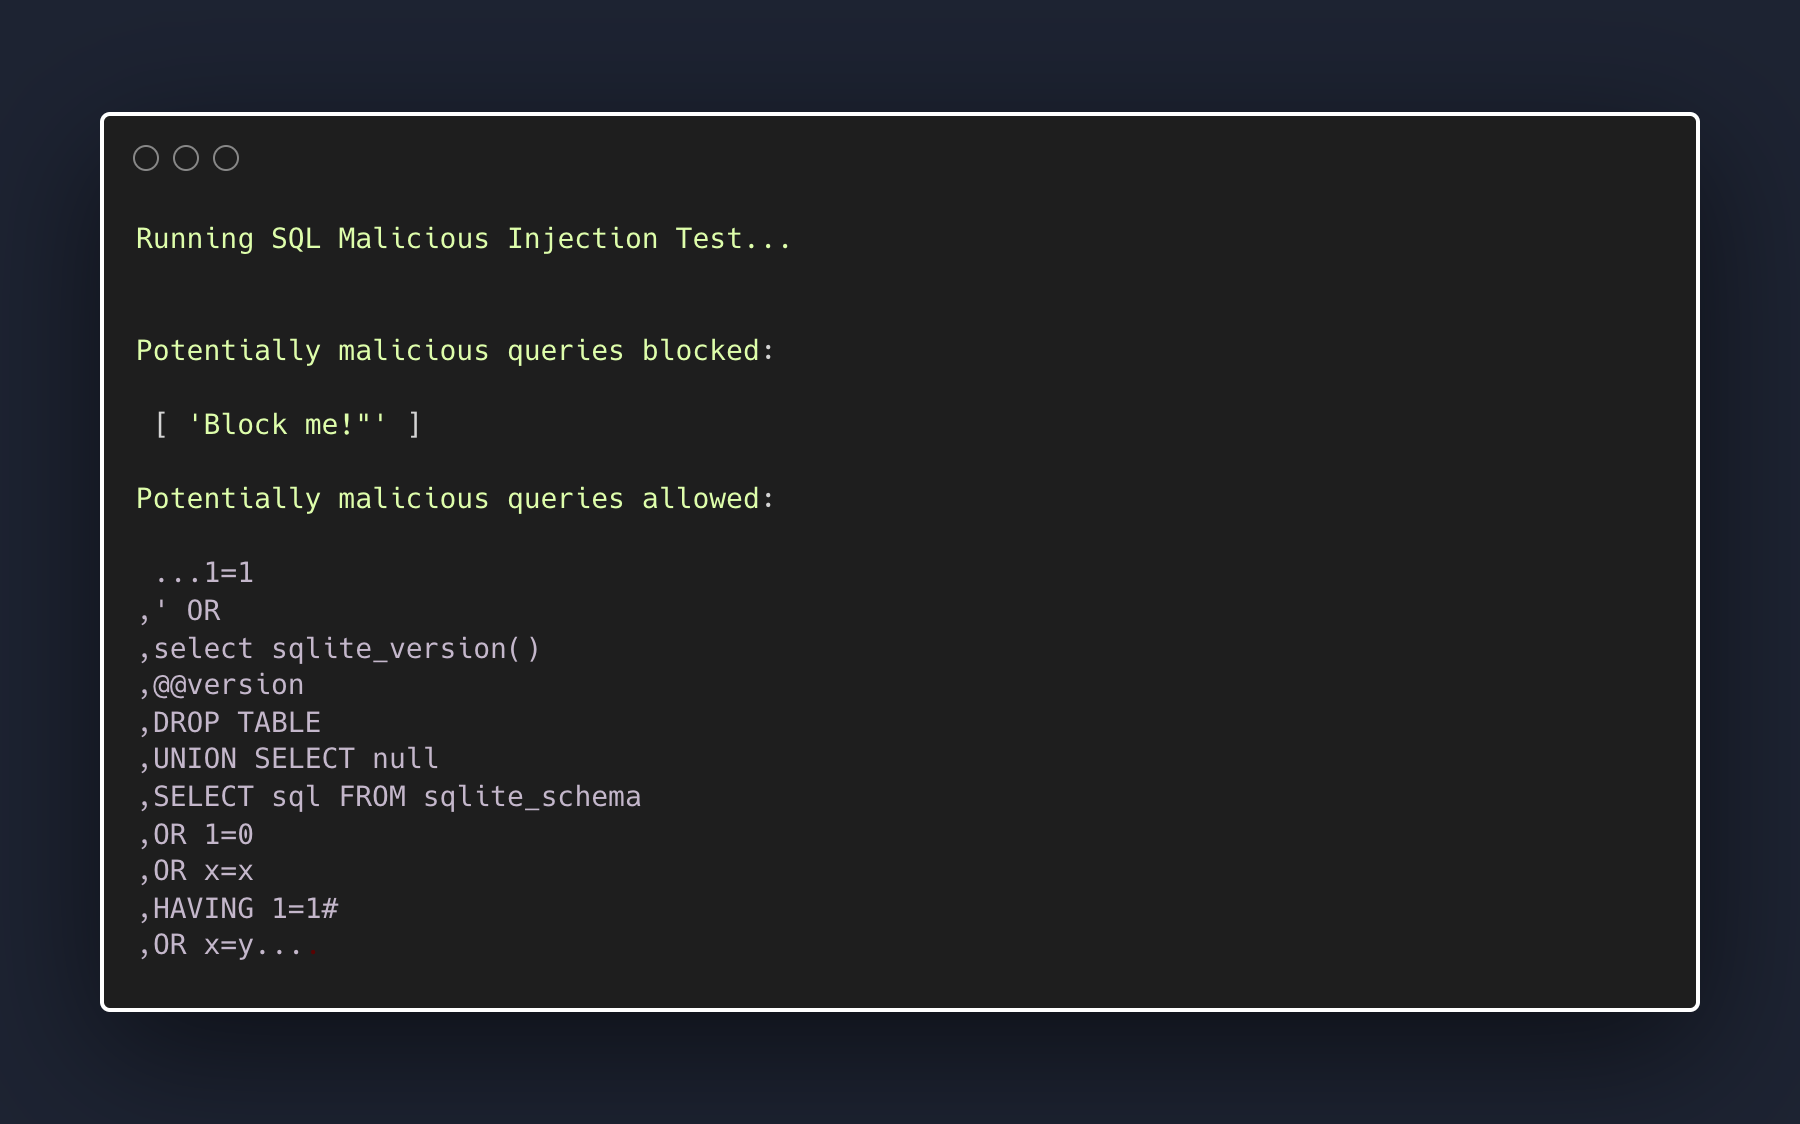 Running SQL Malicious Injection Test...
Potentially malicious queries blocked:
[ 'Block me!"' ]
Potentially malicious queries allowed:
...1=1
,' OR
,select sqlite_version()
,@@version
,DROP TABLE
,UNION SELECT null
,SELECT sql FROM sqlite_schema
,OR 1=0
,OR x=x
,HAVING 1=1#
,OR x=y....